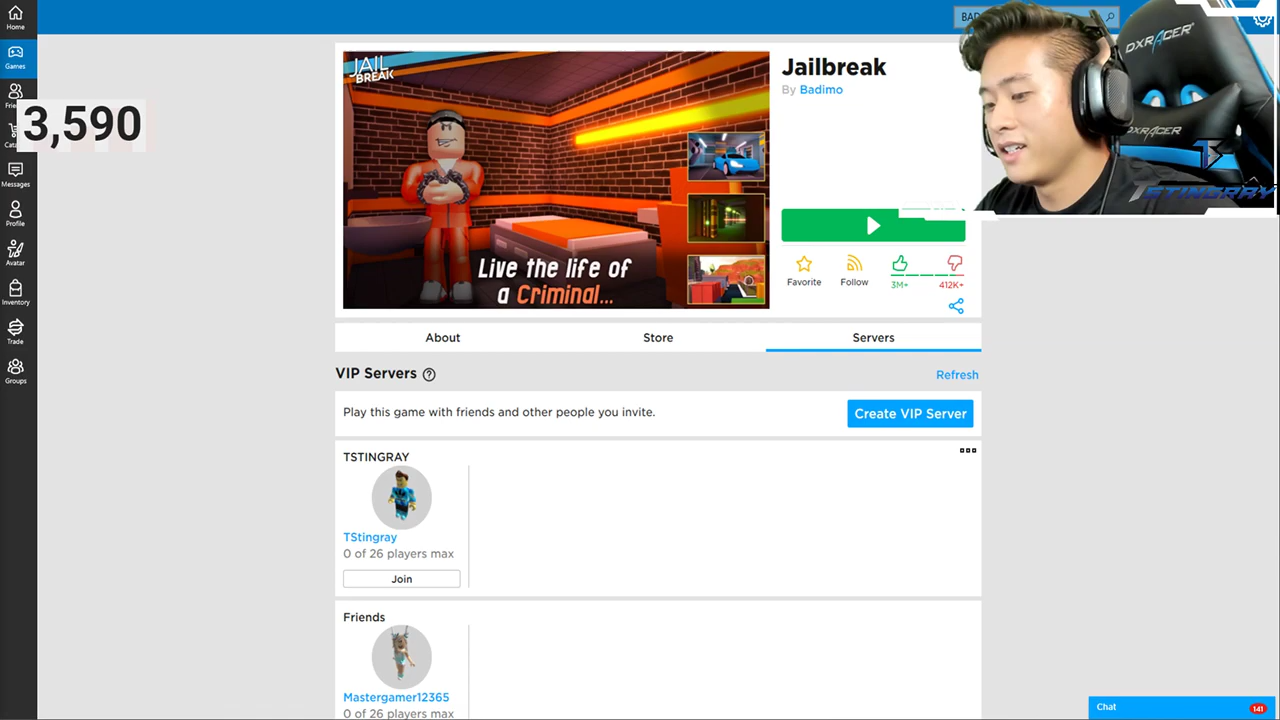 Home
Games
3,590
Messages
Profile
Avatar
Inventory
Trade
Groups
BAD
JAIL
BREAK
Live the life of
a Criminal...
Jailbreak
By Badimo
Favorite
Follow
3M+
412K+
About
Store
Servers
VIP Servers
?
Refresh
Play this game with friends and other people you invite.
Create VIP Server
TSTINGRAY
TStingray
0 of 26 players max
Join
Friends
Mastergamer12365
0 of 26 players max
Chat
141
DXRACER
DXRACER
STINGRAY